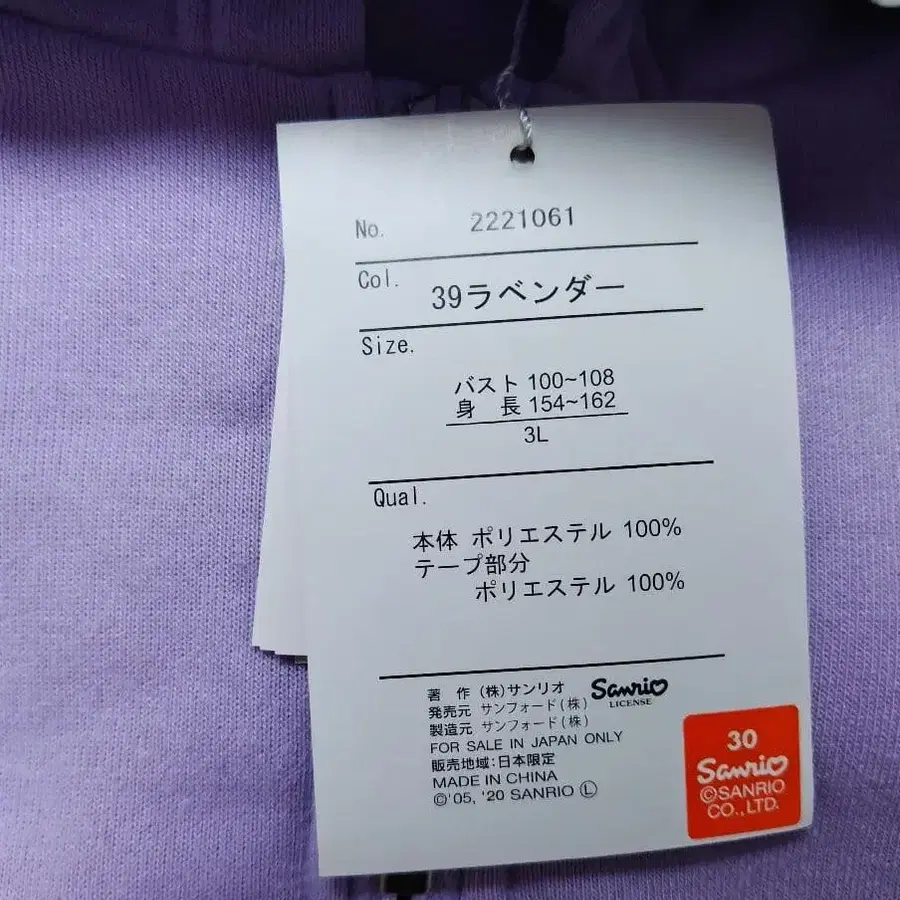 No. 2221061
Col. 39ラベンダー
Size.
バスト 100~108
身 長 154~162
3L
Qual.
本体 ポリエステル 100%
テープ部分
ポリエステル 100%
著 作 (株)サンリオ
発売元 サンフォード(株)
製造元 サンフォード(株)
Sanrio
LICENSE
FOR SALE IN JAPAN ONLY
販売地域:日本限定
MADE IN CHINA
©'05, '20 SANRIO Ⓛ
30
Sanrio
©SANRIO
CO.,LTD.